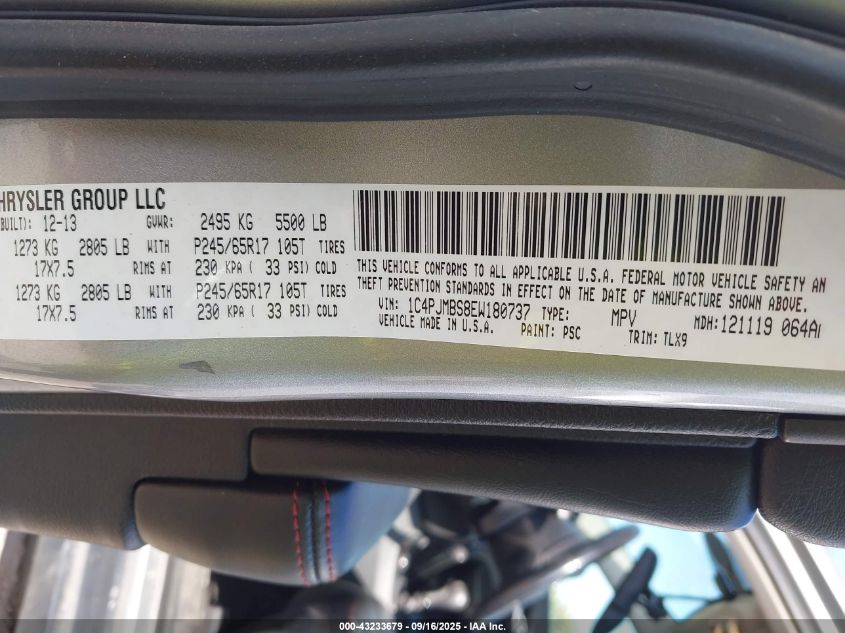 HRYSLER GROUP LLC
BUILT): 12-13 GVWR: 2495 KG 5500 LB
1273 KG 2805 LB WITH P245/65R17 105T TIRES
17X7.5 RIMS AT 230 KPA ( 33 PSI) COLD
1273 KG 2805 LB WITH P245/65R17 105T TIRES
17X7.5 RIMS AT 230 KPA ( 33 PSI) COLD
THIS VEHICLE CONFORMS TO ALL APPLICABLE U.S.A. FEDERAL MOTOR VEHICLE SAFETY AN
THEFT PREVENTION STANDARDS IN EFFECT ON THE DATE OF MANUFACTURE SHOWN ABOVE.
VIN: 1C4PJMBS8EW180737 TYPE: MPV MDH: 121119 064A
VEHICLE MADE IN U.S.A. PAINT: PSC TRIM: TLX9
000-43233679 - 09/16/2025 - IAA Inc.